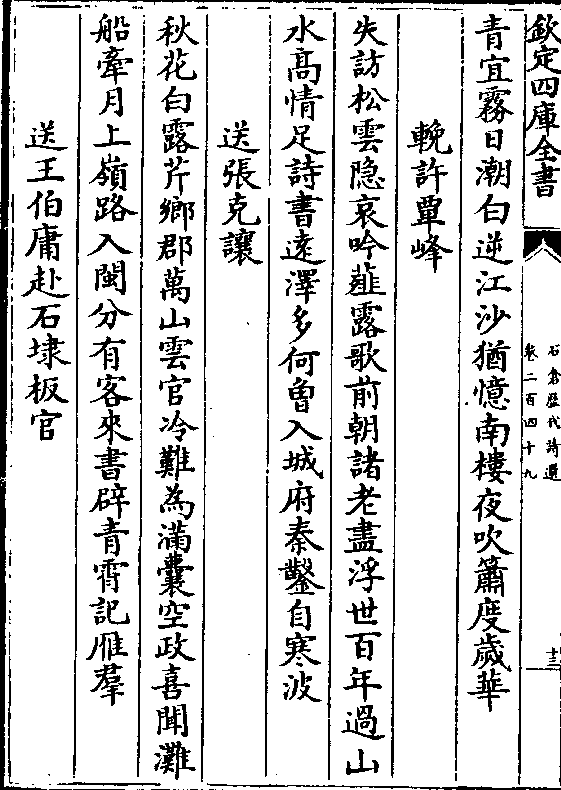 欽定四庫全書
石倉歷代詩選
卷二百四十九
十三
青宜霧日潮白逆江沙猶憶南樓夜吹簫度歲華
輓許覃峰
失訪松雲隐哀吟薤露歌前朝諸老盡浮世百年過山
水髙情足詩書遠澤多何曽入城府秦鑿自寒波
送張克讓
秋花白露芹鄉郡萬山雲官冷難為滿囊空政喜聞灘
船牽月上嶺路入閩分有客來書辟青霄記雁羣
送王伯庸赴石埭板官